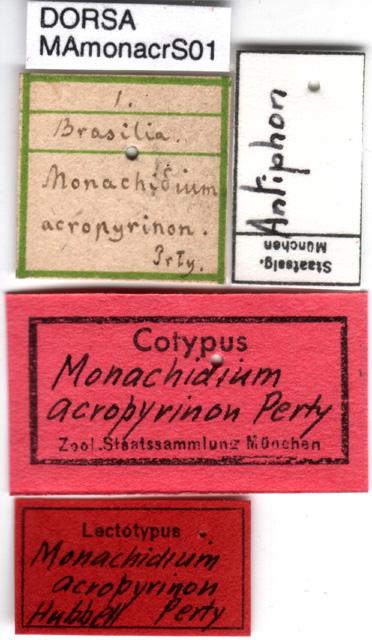 DORSA
MAmonacrS01
1.
Brasilia.
Monachidium
acropyrinon.
Prty.
Antiphon
Staatsslg.
München
Cotypus
Monachidium
acropyrinon Perty
Zool. Staatssammlung München
Lectotypus
Monachidium
acropyrinon
Hubbell Perty